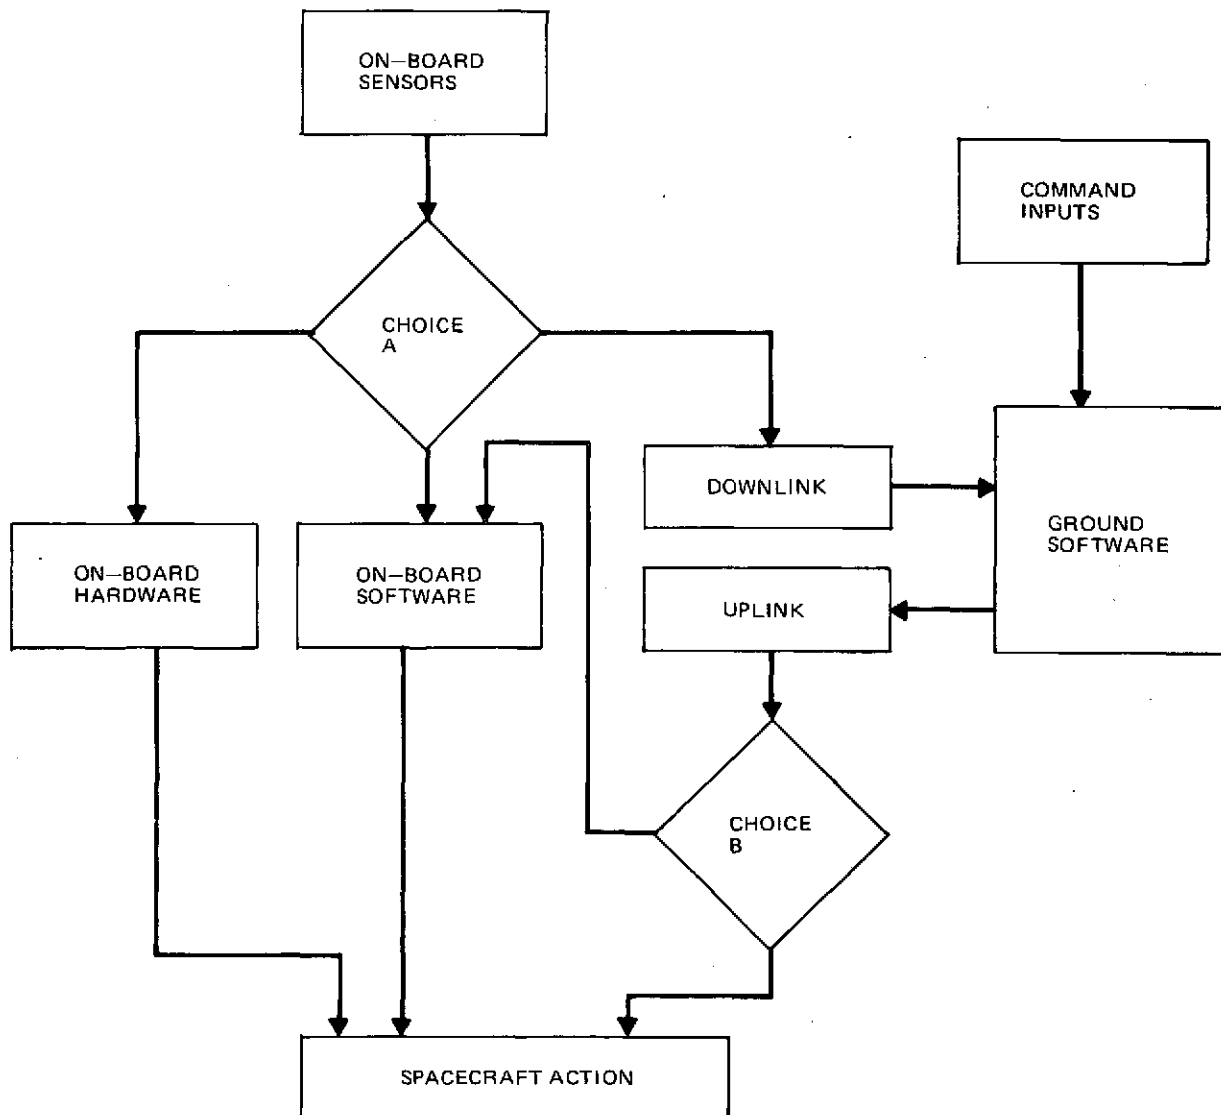 ON–BOARD
SENSORS
COMMAND
INPUTS
CHOICE
A
DOWNLINK
GROUND
SOFTWARE
ON–BOARD
HARDWARE
ON–BOARD
SOFTWARE
UPLINK
CHOICE
B
SPACECRAFT ACTION